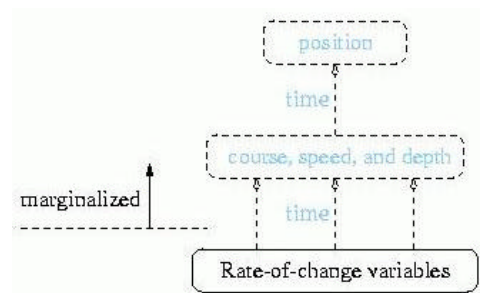 position
time
course, speed, and depth
marginalized
time
Rate-of-change variables